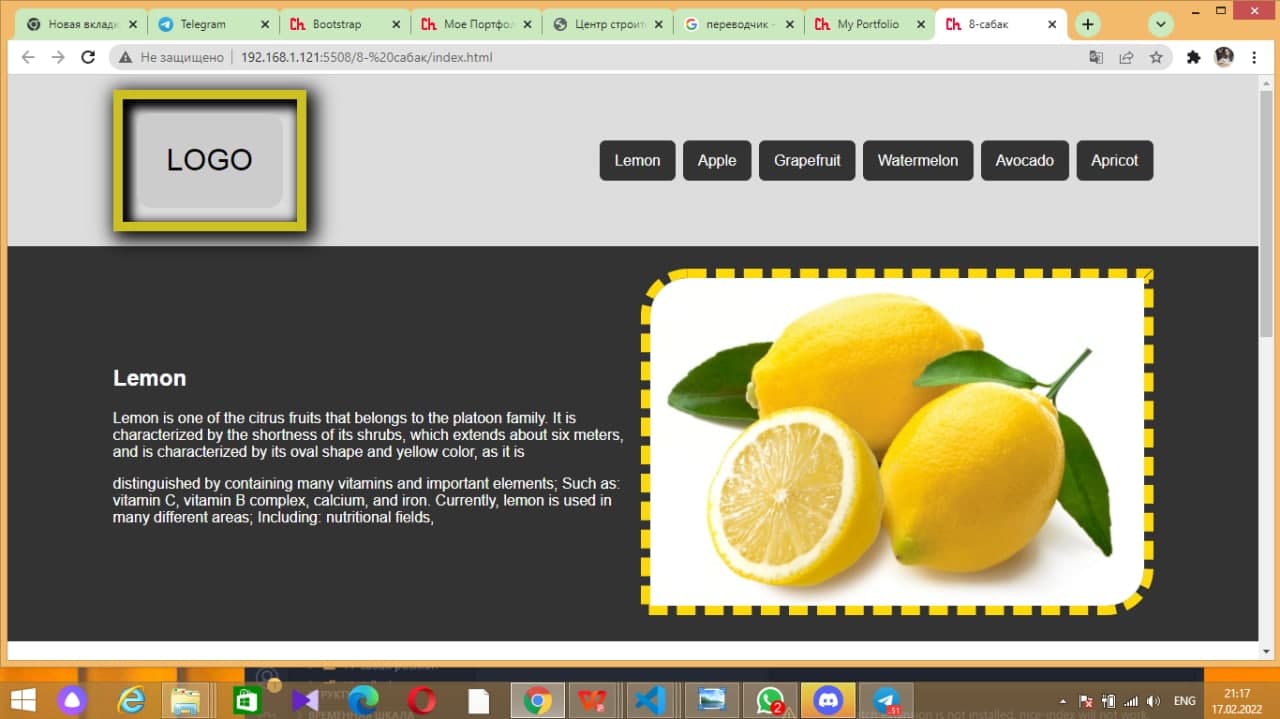 Новая вкладк
Telegram
Bootstrap
Мое Портфо
Центр строит
переводчик -
My Portfolio
8-сабак
Не защищено
192.168.1.121:5508/8-%20сабак/index.html
LOGO
Lemon
Apple
Grapefruit
Watermelon
Avocado
Apricot
Lemon
Lemon is one of the citrus fruits that belongs to the platoon family. It is
characterized by the shortness of its shrubs, which extends about six meters,
and is characterized by its oval shape and yellow color, as it is
distinguished by containing many vitamins and important elements; Such as:
vitamin C, vitamin B complex, calcium, and iron. Currently, lemon is used in
many different areas; Including: nutritional fields,
2
51
ENG
21:17
17.02.2022